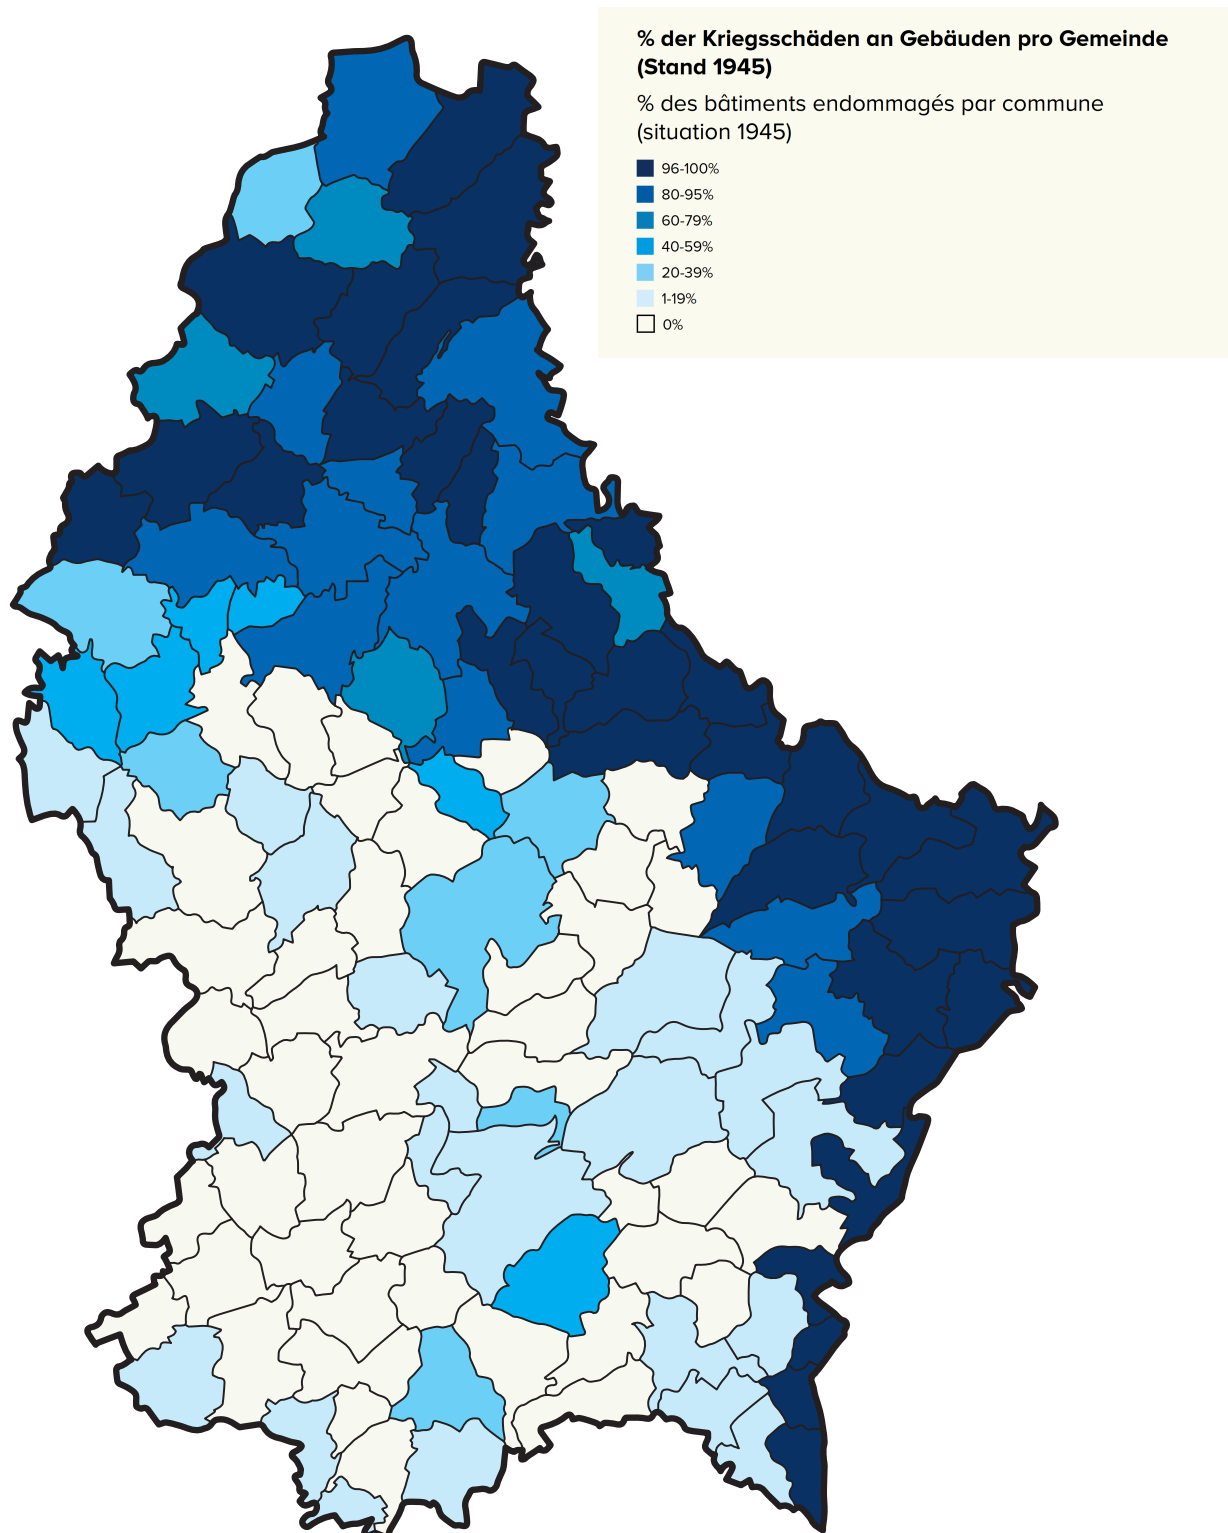 % der Kriegsschäden an Gebäuden pro Gemeinde
(Stand 1945)
% des bâtiments endommagés par commune
(situation 1945)
96-100%
80-95%
60-79%
40-59%
20-39%
1-19%
0%